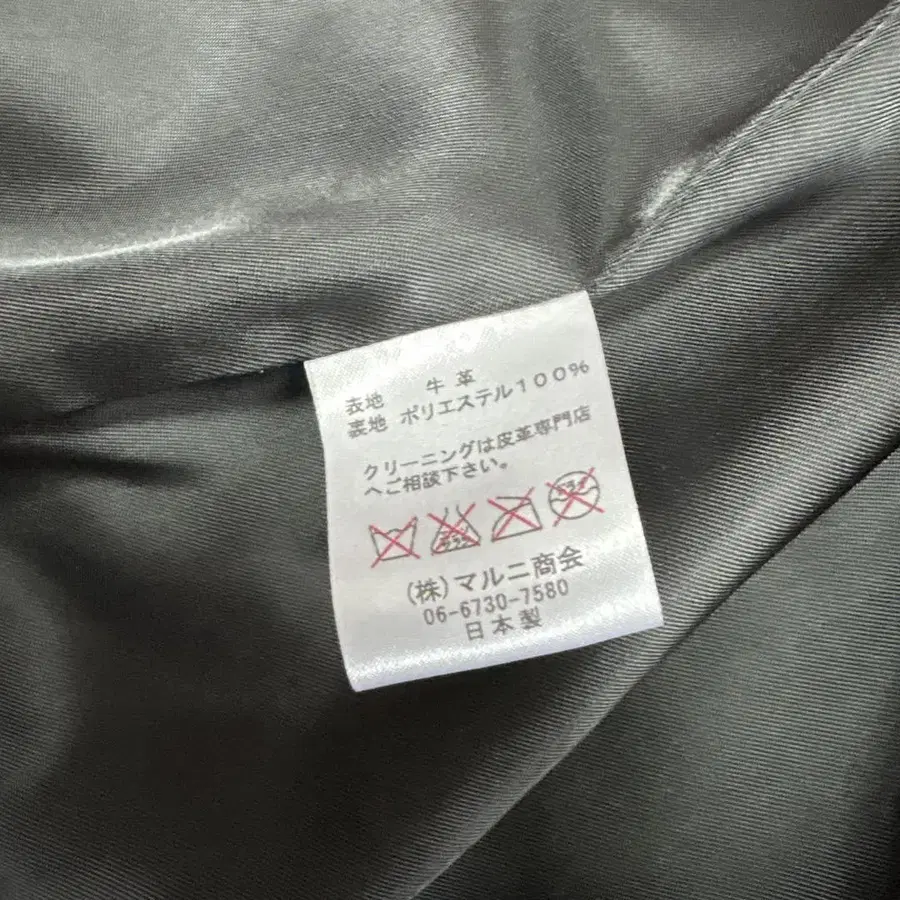 表地 牛革
表地 ポリエステル100%
クリーニングは皮革専門店
へご相談下さい。
(株)マルニ商会
06-6730-7580
日本製